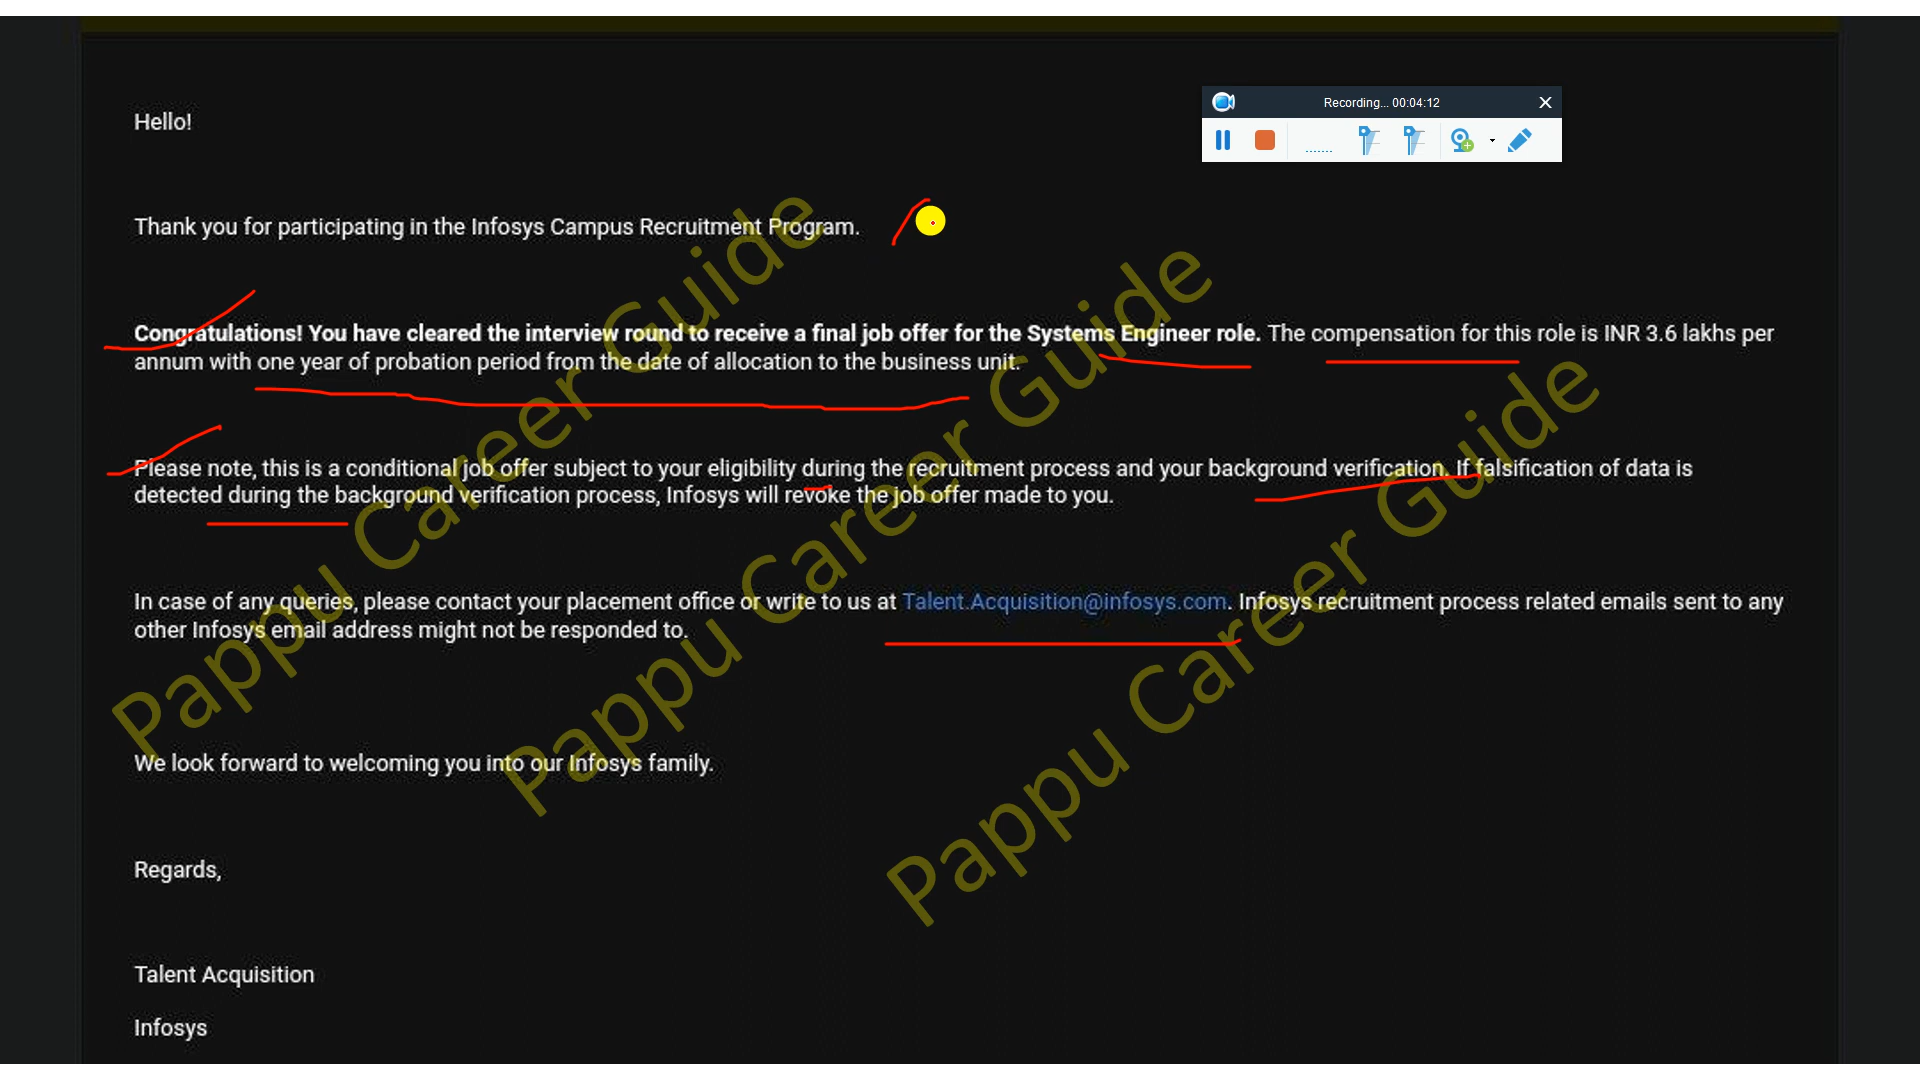 Recording... 00:04:12
Hello!
Thank you for participating in the Infosys Campus Recruitment Program.
Congratulations! You have cleared the interview round to receive a final job offer for the Systems Engineer role. The compensation for this role is INR 3.6 lakhs per
annum with one year of probation period from the date of allocation to the business unit.
Please note, this is a conditional job offer subject to your eligibility during the recruitment process and your background verification. If falsification of data is
detected during the background verification process, Infosys will revoke the job offer made to you.
In case of any queries, please contact your placement office or write to us at Talent.Acquisition@infosys.com. Infosys recruitment process related emails sent to any
other Infosys email address might not be responded to.
We look forward to welcoming you into our Infosys family.
Regards,
Talent Acquisition
Infosys
Pappu Career Guide
Pappu Career Guide
Pappu Career Guide